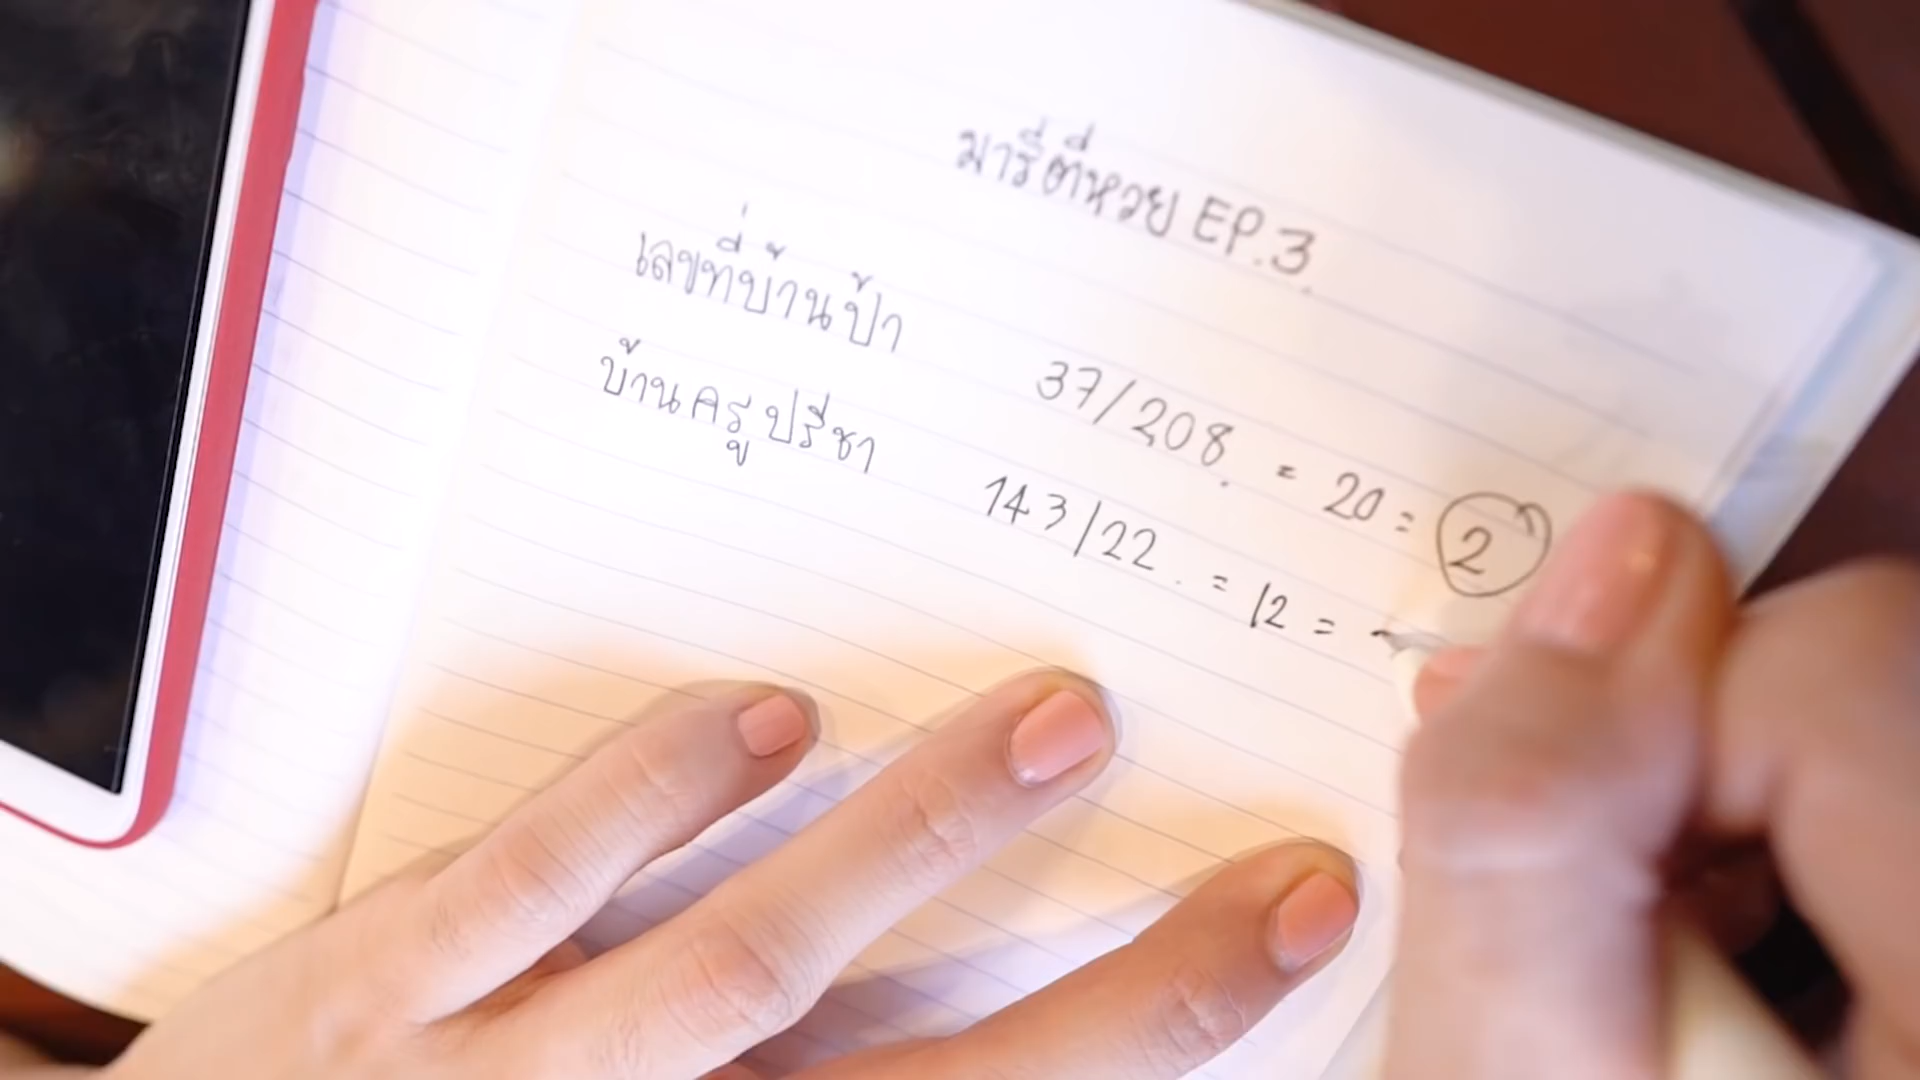 มารีตีหวย EP.3
เลขที่บ้านป้า 37/208. = 20 = 2
บ้านครูปรีชา 143/22. = 12 =